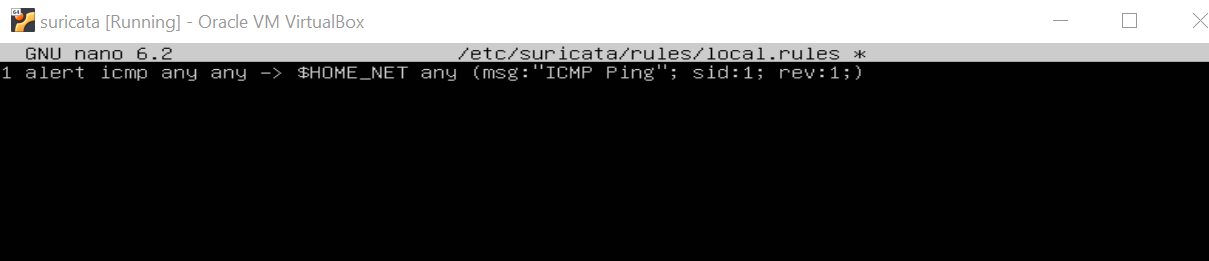 suricata [Running] - Oracle VM VirtualBox
GNU nano 6.2 /etc/suricata/rules/local.rules *
1 alert icmp any any -> $HOME_NET any (msg:"ICMP Ping"; sid:1; rev:1;)